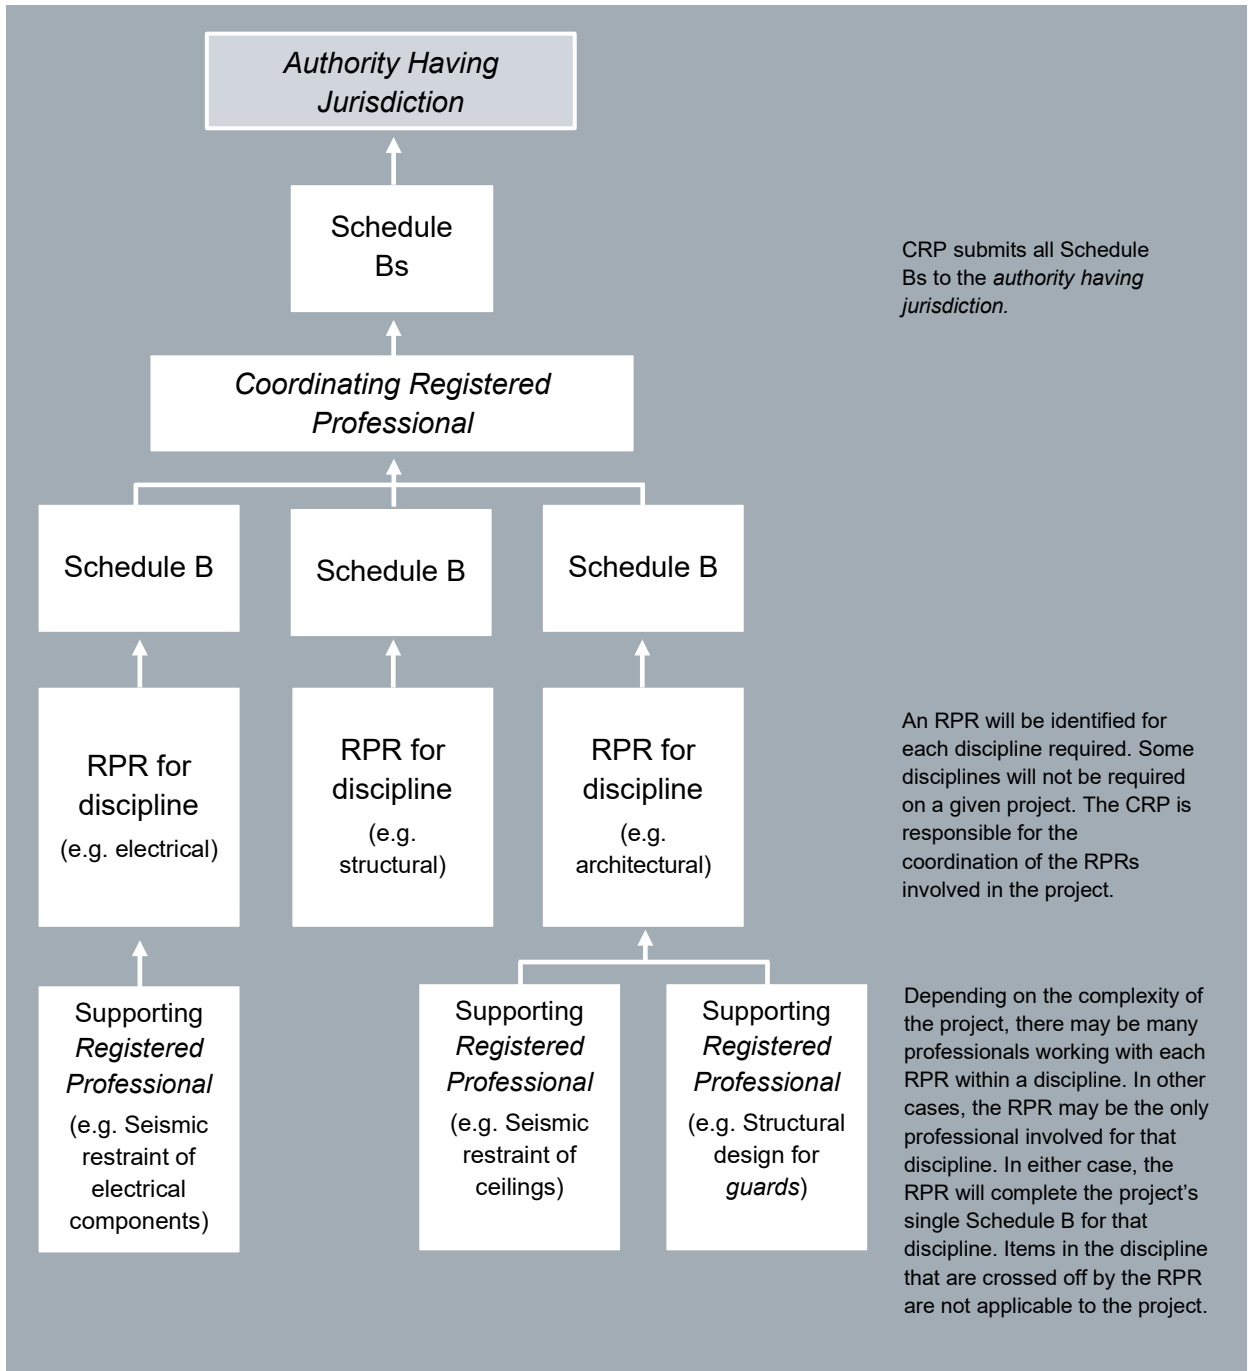 Authority Having
Jurisdiction
Schedule
Bs
CRP submits all Schedule
Bs to the authority having
jurisdiction.
Coordinating Registered
Professional
Schedule B
Schedule B
Schedule B
RPR for
discipline
(e.g. electrical)
RPR for
discipline
(e.g.
structural)
RPR for
discipline
(e.g.
architectural)
An RPR will be identified for
each discipline required. Some
disciplines will not be required
on a given project. The CRP is
responsible for the
coordination of the RPRs
involved in the project.
Supporting
Registered
Professional
(e.g. Seismic
restraint of
electrical
components)
Supporting
Registered
Professional
(e.g. Seismic
restraint of
ceilings)
Supporting
Registered
Professional
(e.g. Structural
design for
guards)
Depending on the complexity of
the project, there may be many
professionals working with each
RPR within a discipline. In other
cases, the RPR may be the only
professional involved for that
discipline. In either case, the
RPR will complete the project’s
single Schedule B for that
discipline. Items in the discipline
that are crossed off by the RPR
are not applicable to the project.